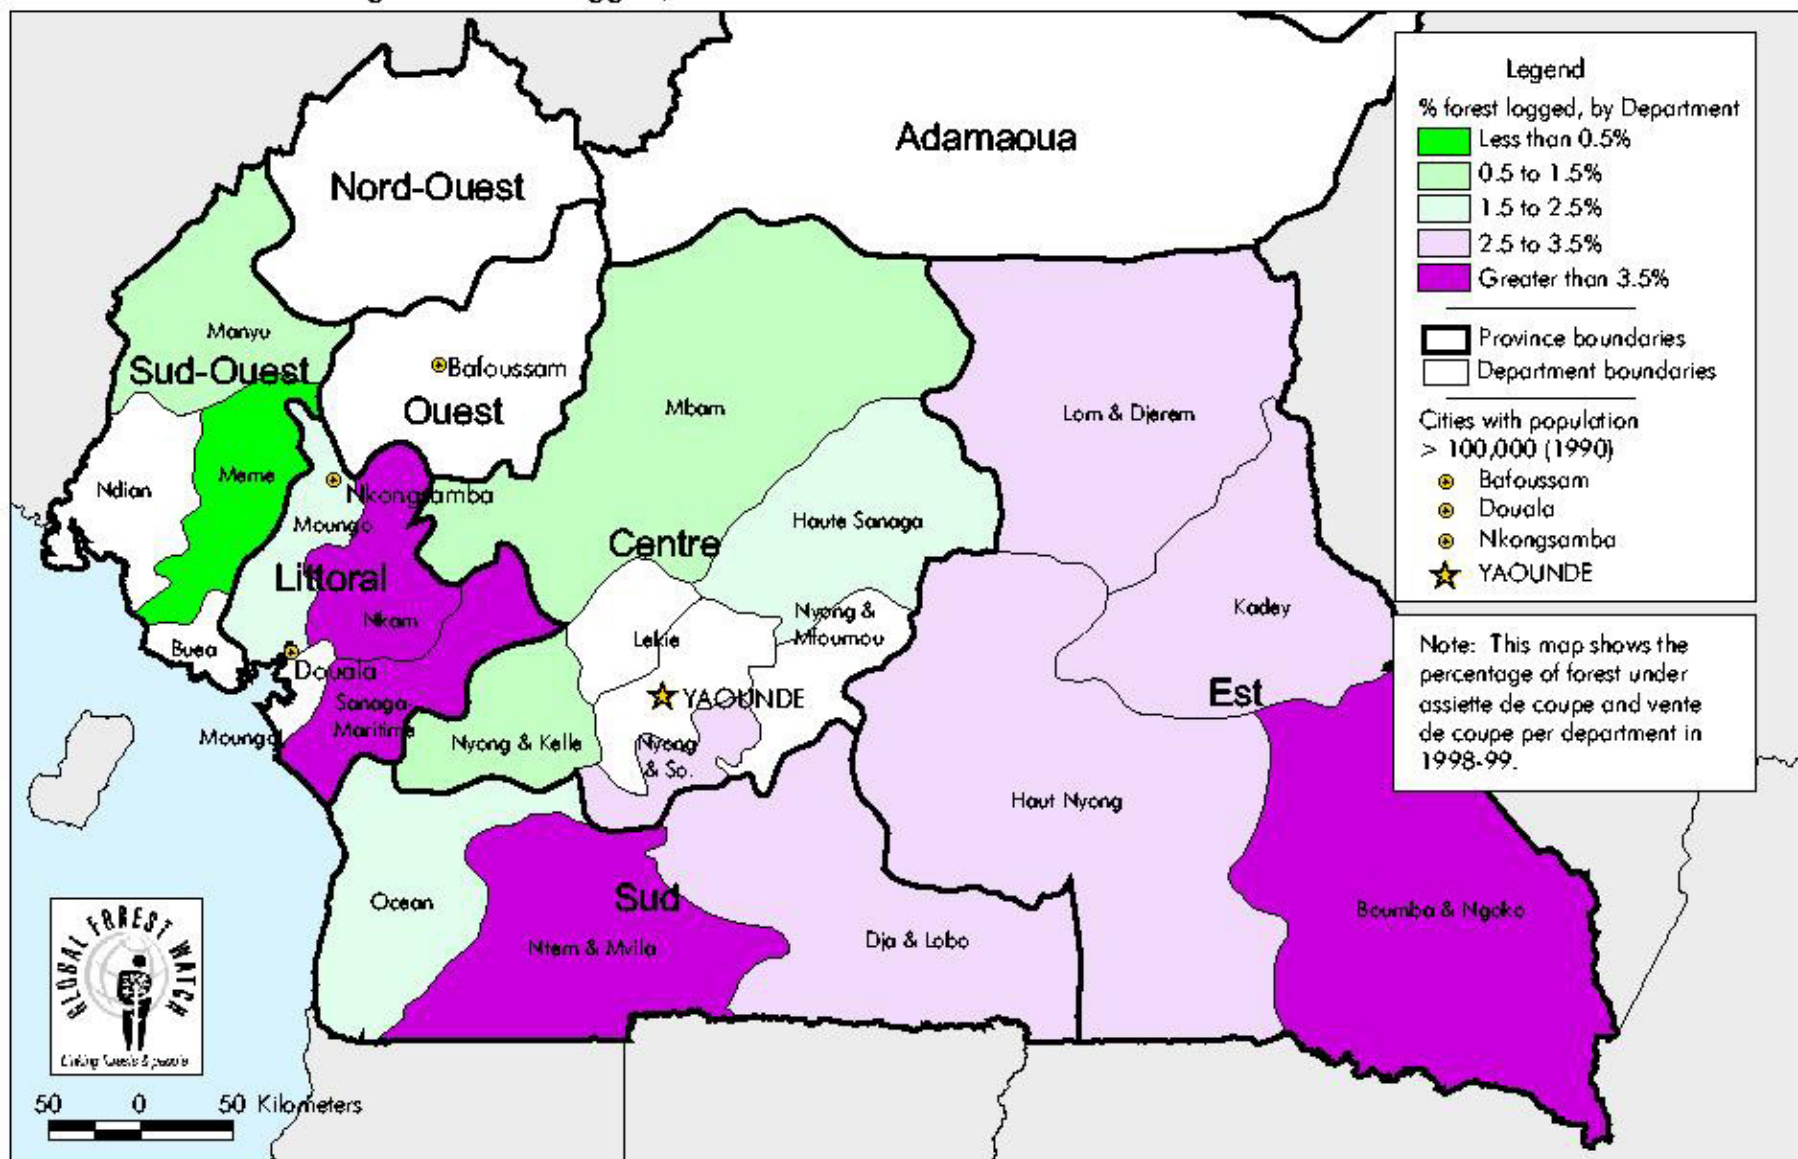 Legend
% forest logged, by Department
Less than 0.5%
0.5 to 1.5%
1.5 to 2.5%
2.5 to 3.5%
Greater than 3.5%
Province boundaries
Department boundaries
Cities with population
> 100,000 (1990)
Bafoussam
Douala
Nkongsamba
YAOUNDE
Note: This map shows the
percentage of forest under
assiette de coupe and vente
de coupe per department in
1998-99.
Adamaoua
Nord-Ouest
Manyu
Sud-Ouest
Bafoussam
Ouest
Mbam
Lom & Djerem
Ndian
Meme
Nkongsamba
Moungo
Haute Sanaga
Centre
Littoral
Nkam
Kadey
Nyong &
Mfoumou
Lekie
Buea
Douala
YAOUNDE
Est
Sanaga
Maritime
Moungo
Nyong & Kelle
Nyong
& So.
Haut Nyong
Ocean
Sud
Ntem & Mvila
Dja & Lobo
Boumba & Ngoko
GLOBAL FOREST WATCH
Linking forests & people
50 0 50 Kilometers